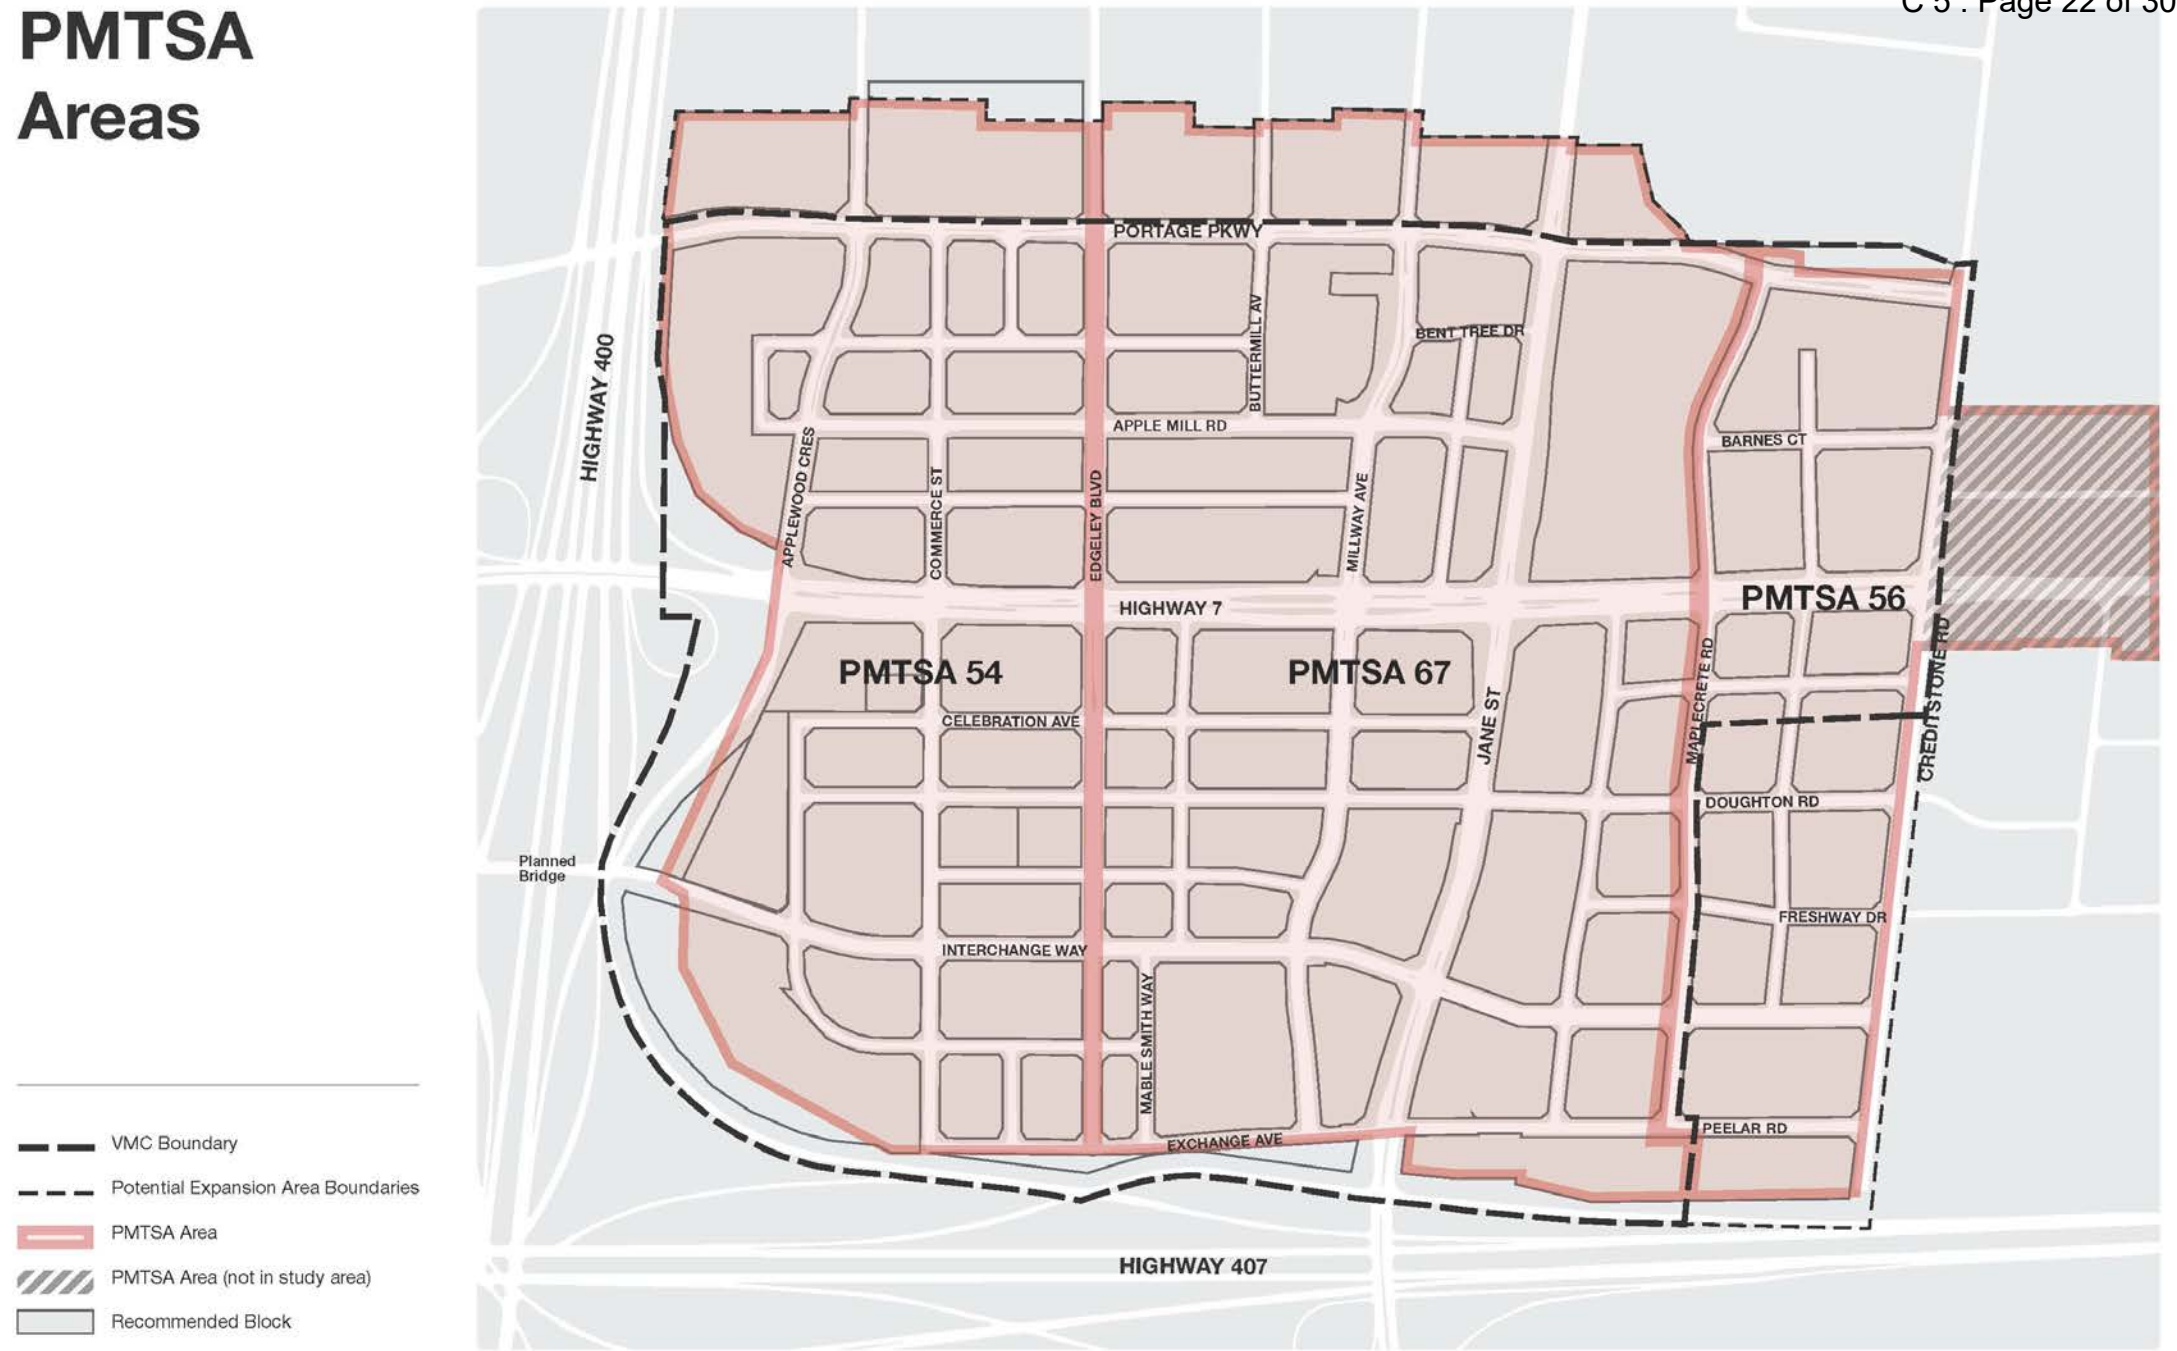 C 5 : Page 22 of 30
PMTSA
Areas
PORTAGE PKWY
BUTTERMILL AV
BENT TREE DR
HIGHWAY 400
APPLE MILL RD
BARNES CT
APPLEWOOD CRES
COMMERCE ST
EDGELEY BLVD
MILLWAY AVE
HIGHWAY 7
PMTSA 56
PMTSA 54
PMTSA 67
CREDITSTONE RD
MAPLECRETE RD
JANE ST
CELEBRATION AVE
DOUGHTON RD
Planned
Bridge
FRESHWAY DR
INTERCHANGE WAY
MABLE SMITH WAY
PEELAR RD
EXCHANGE AVE
HIGHWAY 407
VMC Boundary
Potential Expansion Area Boundaries
PMTSA Area
PMTSA Area (not in study area)
Recommended Block